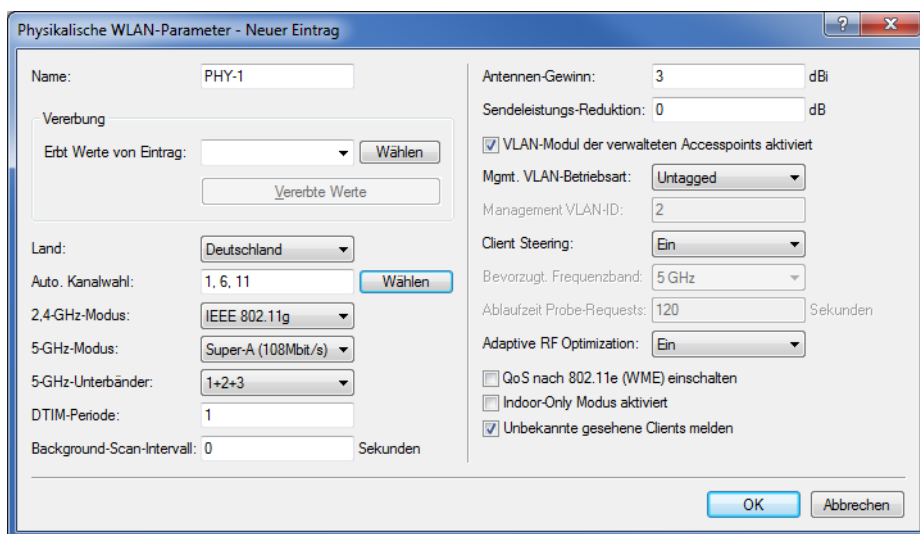 Physikalische WLAN-Parameter - Neuer Eintrag
Name: PHY-1
Vererbung
Erbt Werte von Eintrag: Wählen
Vererbte Werte
Land: Deutschland
Auto. Kanalwahl: 1, 6, 11 Wählen
2,4-GHz-Modus: IEEE 802.11g
5-GHz-Modus: Super-A (108Mbit/s)
5-GHz-Unterbänder: 1+2+3
DTIM-Periode: 1
Background-Scan-Intervall: 0 Sekunden
Antennen-Gewinn: 3 dBi
Sendeleistungs-Reduktion: 0 dB
VLAN-Modul der verwalteten Accesspoints aktiviert
Mgmt. VLAN-Betriebsart: Untagged
Management VLAN-ID: 2
Client Steering: Ein
Bevorzugt. Frequenzband: 5 GHz
Ablaufzeit Probe-Requests: 120 Sekunden
Adaptive RF Optimization: Ein
QoS nach 802.11e (WME) einschalten
Indoor-Only Modus aktiviert
Unbekannte gesehene Clients melden
OK Abbrechen